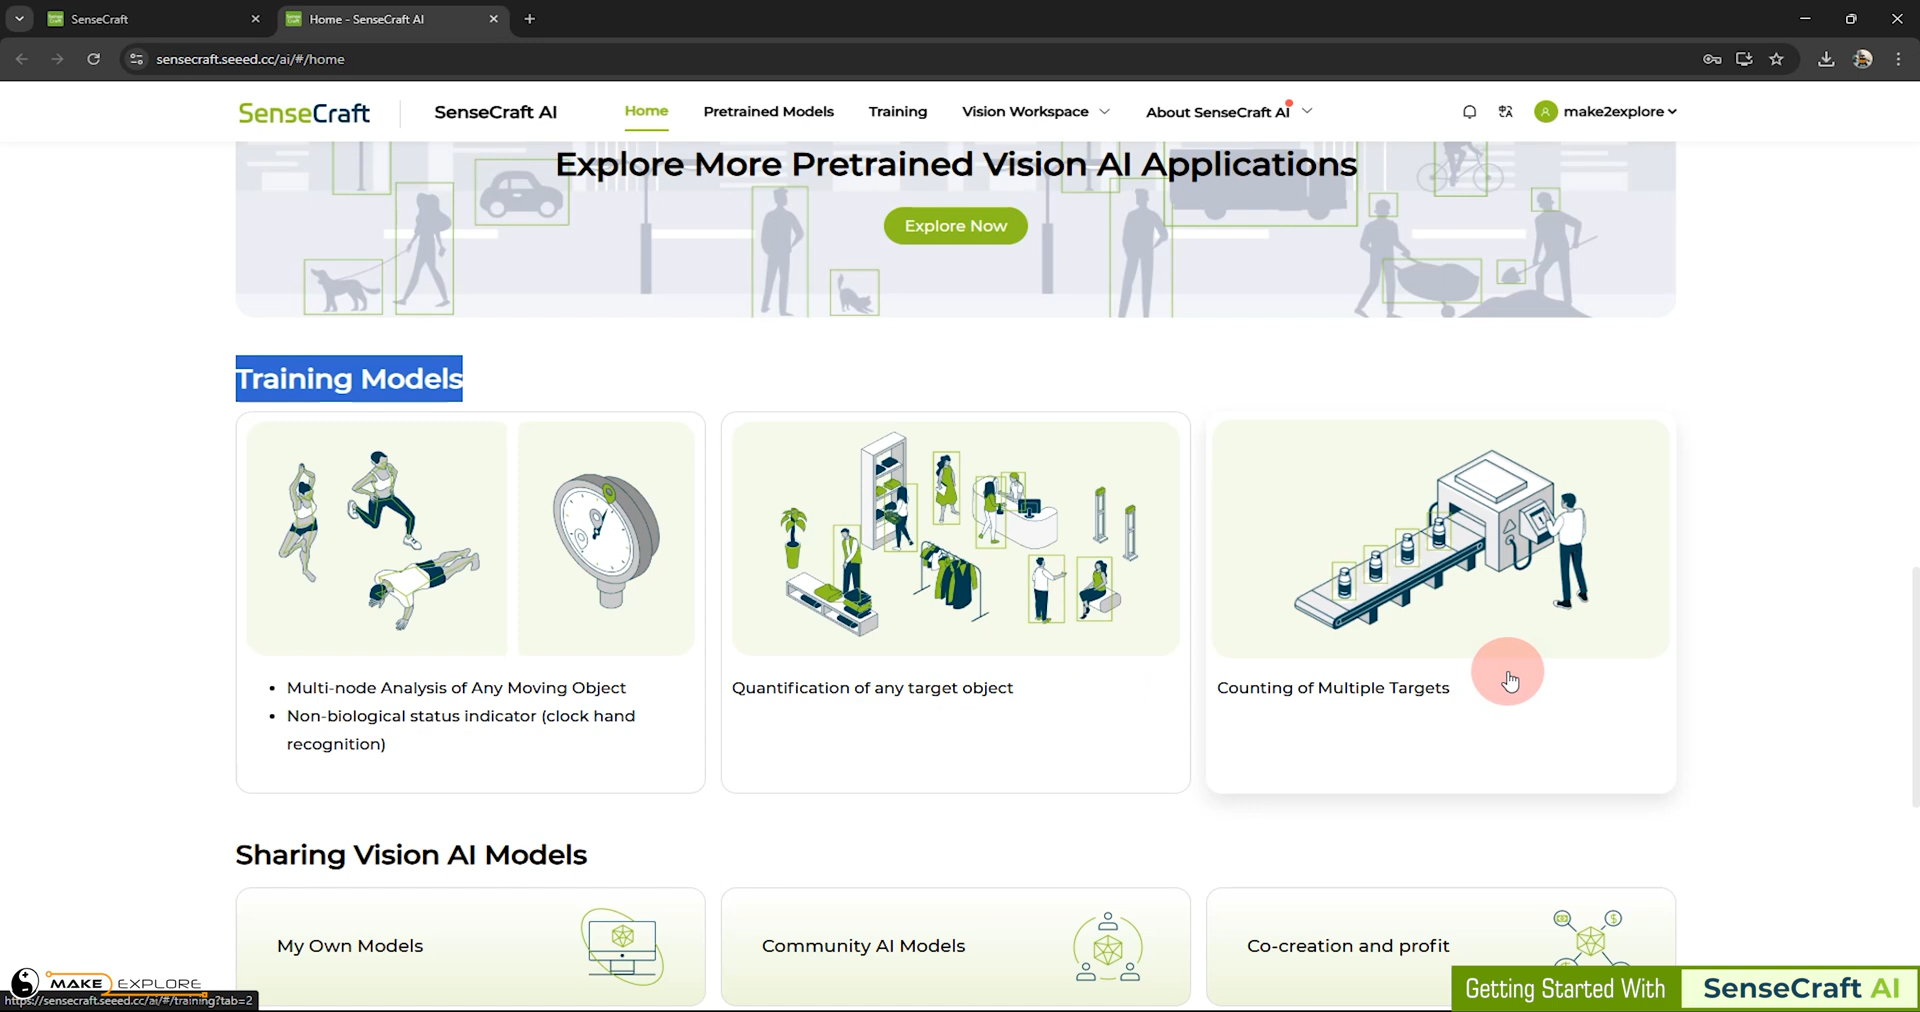 SenseCraft
Home - SenseCraft AI
sensecraft.seeed.cc/ai/#/home
SenseCraft
SenseCraft AI
Home
Pretrained Models
Training
Vision Workspace
About SenseCraft AI
make2explore
Explore More Pretrained Vision AI Applications
Explore Now
Training Models
Multi-node Analysis of Any Moving Object
Non-biological status indicator (clock hand
recognition)
Quantification of any target object
Counting of Multiple Targets
Sharing Vision AI Models
My Own Models
Community AI Models
Co-creation and profit
MAKE EXPLORE
https://sensecraft.seeed.cc/ai/#/training?tab=2
Getting Started With
SenseCraft AI